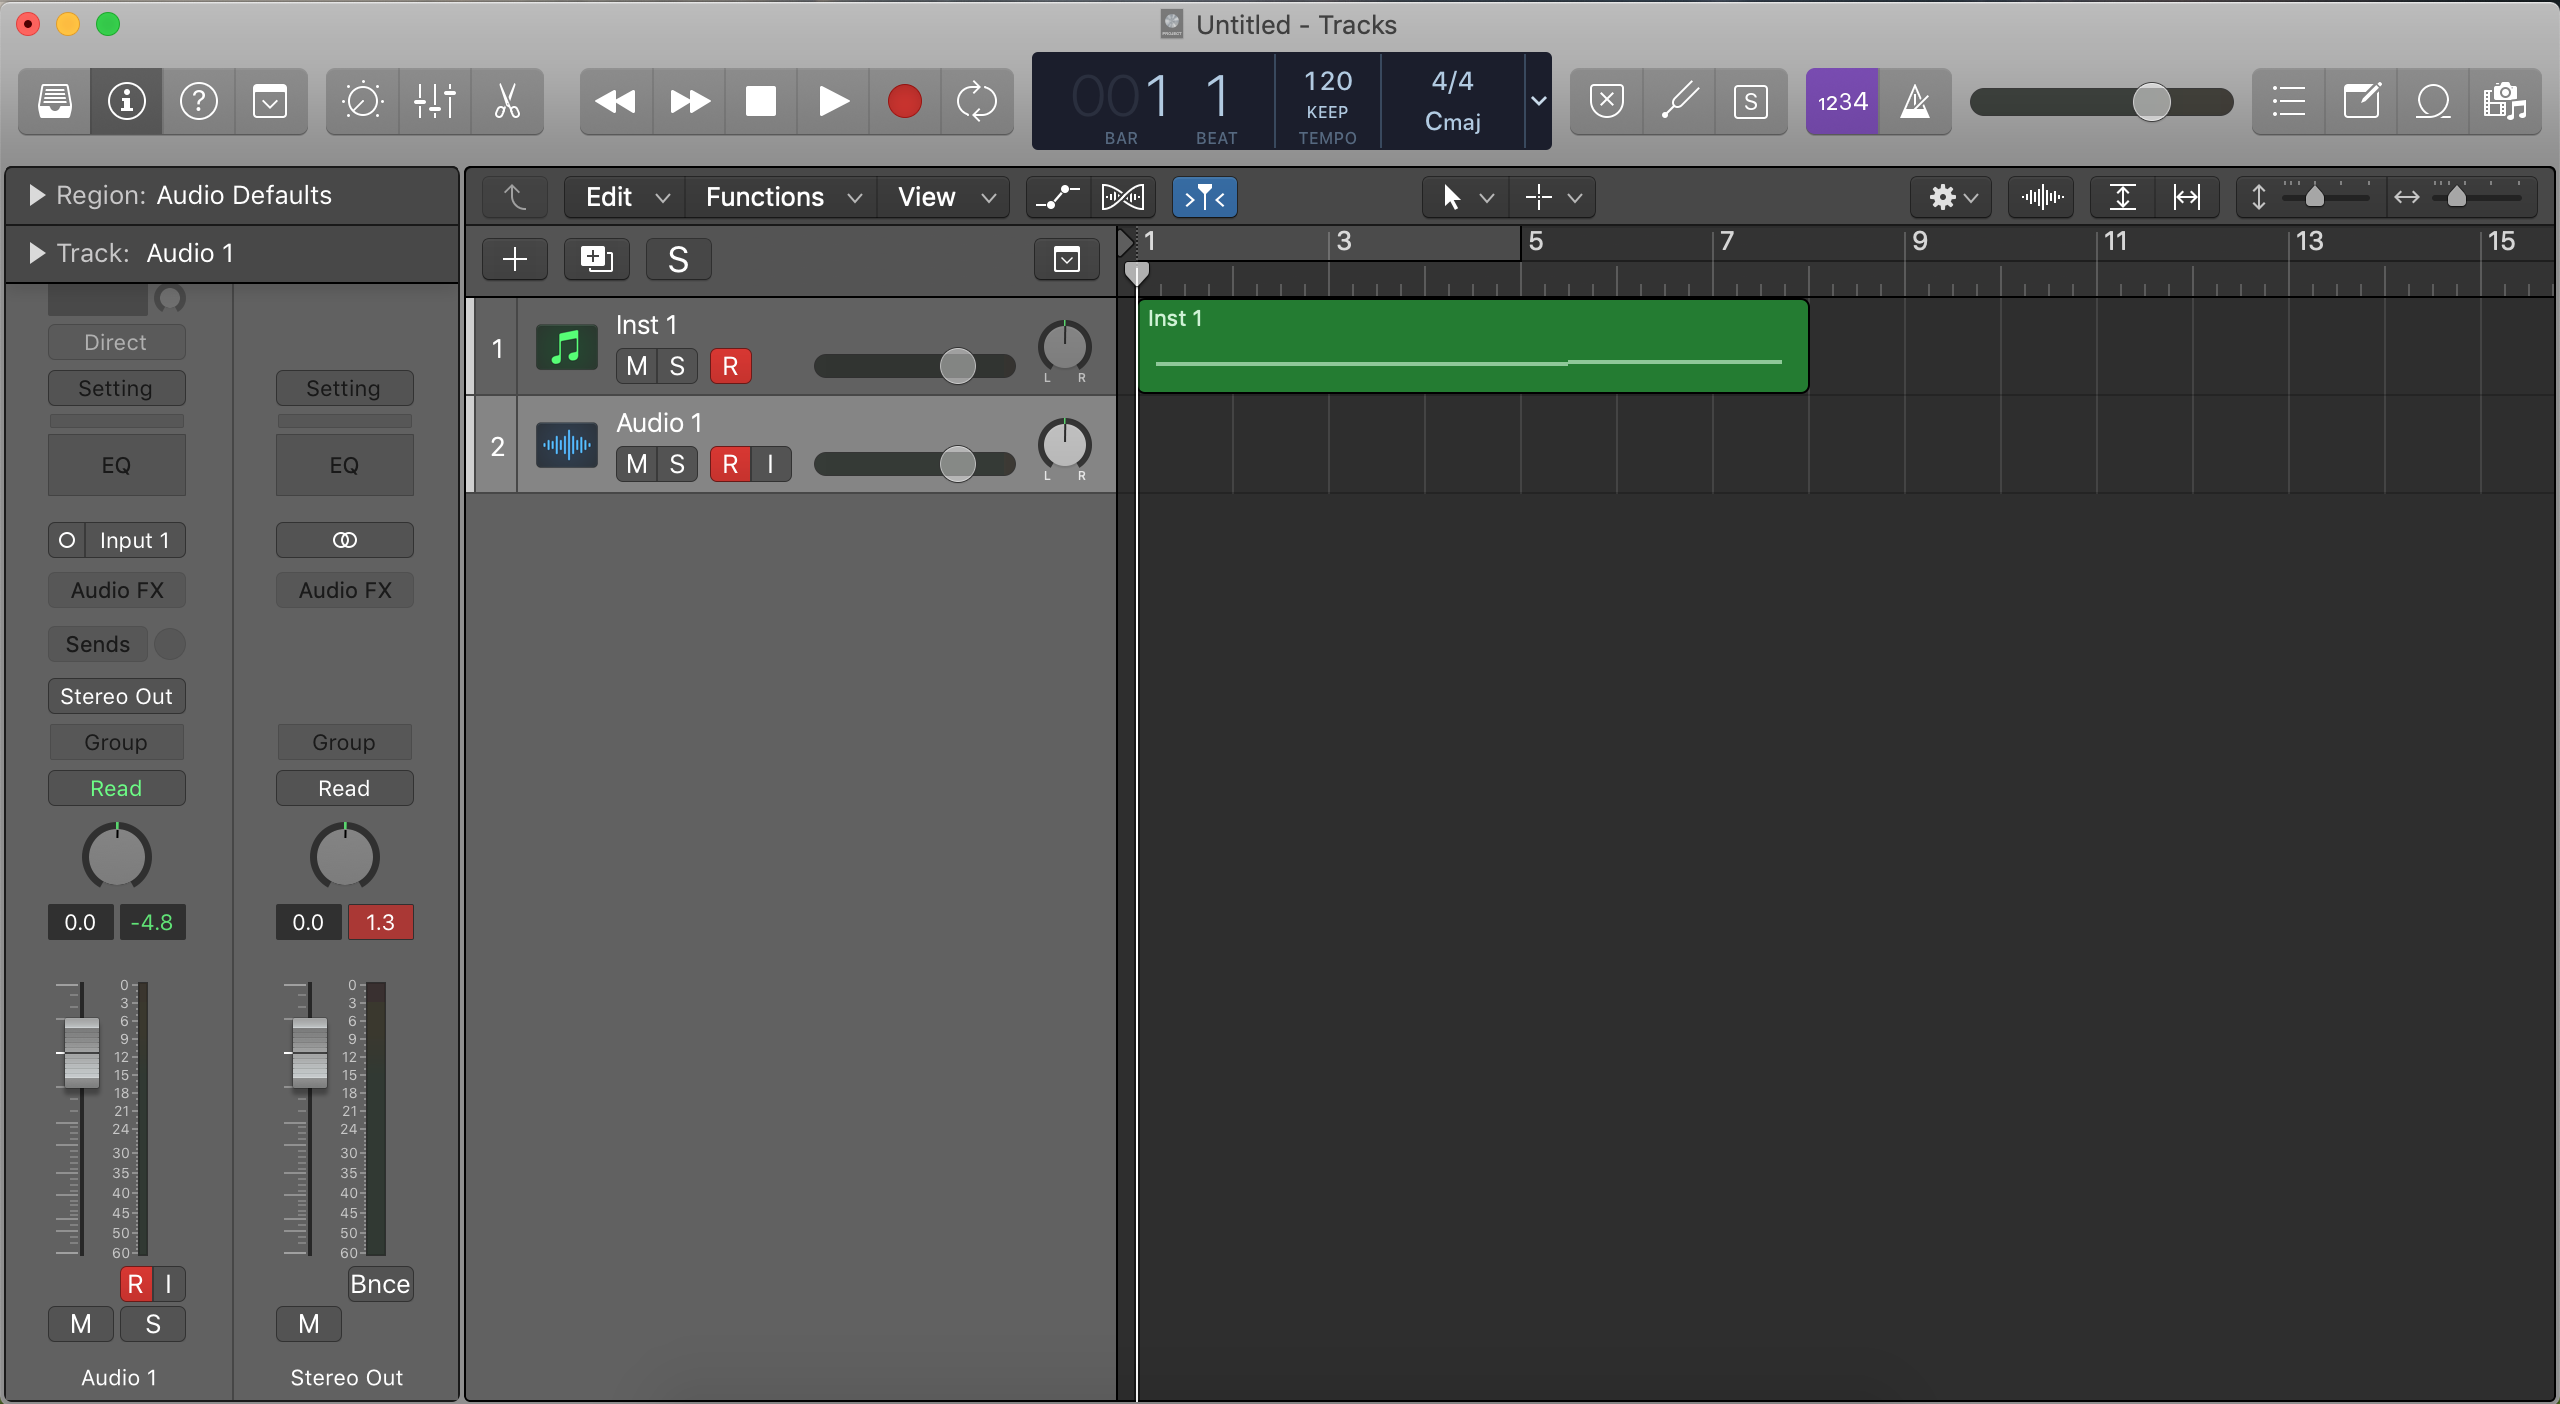 Untitled - Tracks
001 1
BAR BEAT
120
KEEP
TEMPO
4/4
Cmaj
S
1234
Region: Audio Defaults
Track: Audio 1
Edit
Functions
View
S
1 3 5 7 9 11 13 15
1
Inst 1
M S R
L R
Inst 1
2
Audio 1
M S R I
L R
Direct
Setting
EQ
Input 1
Audio FX
Sends
Stereo Out
Group
Read
0.0 -4.8
0
3
6
9
12
15
18
21
24
30
35
40
45
50
60
R I
M S
Audio 1
Setting
EQ
Audio FX
Group
Read
0.0 1.3
0
3
6
9
12
15
18
21
24
30
35
40
45
50
60
Bnce
M
Stereo Out